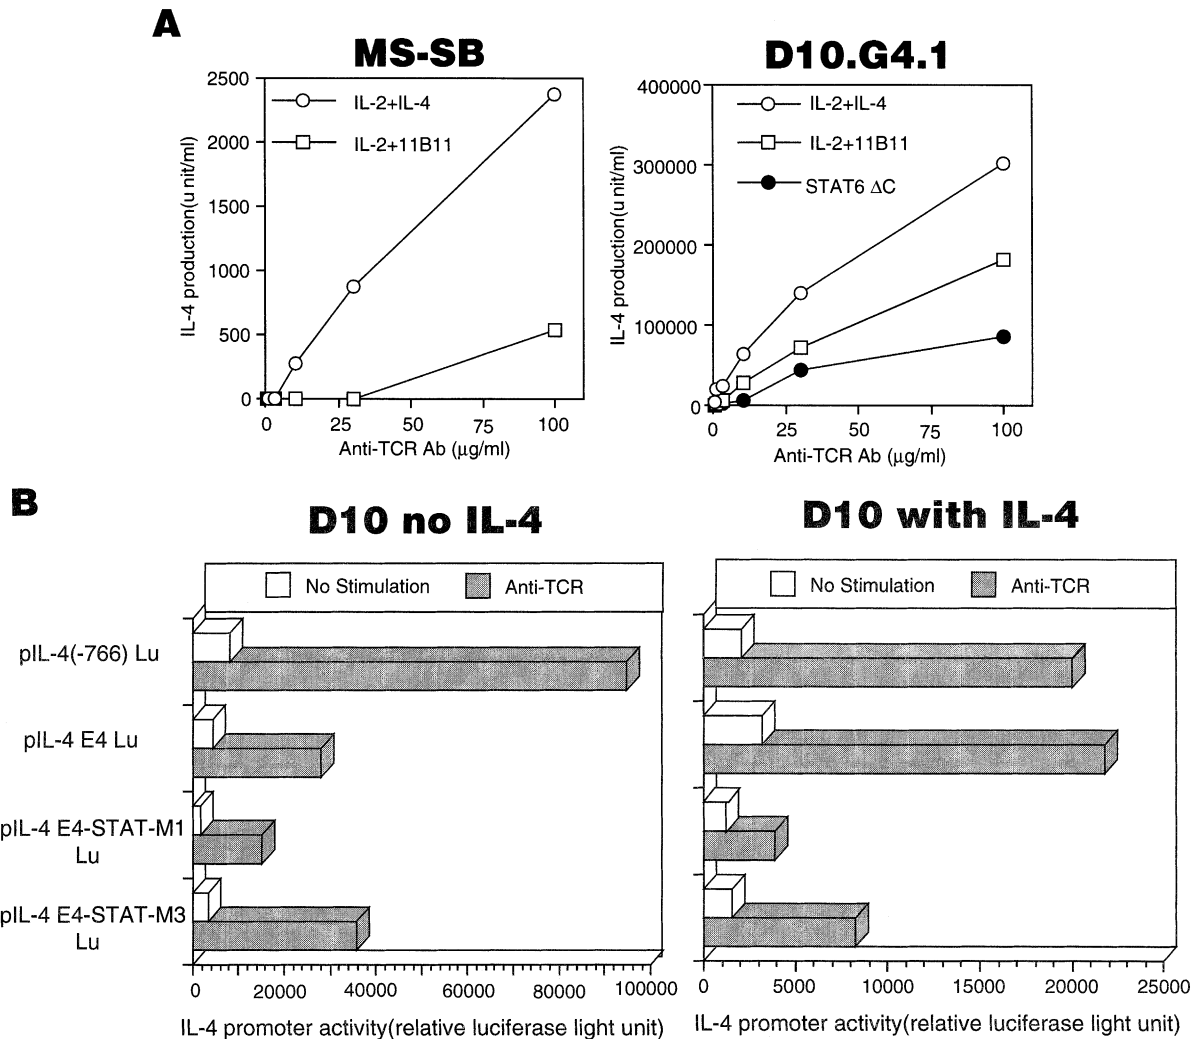 A
MS-SB
2500
2000
1500
1000
500
0
IL-4 production(u nit/ml)
IL-2+IL-4
IL-2+11B11
0 25 50 75 100
Anti-TCR Ab (μg/ml)
D10.G4.1
400000
300000
200000
100000
0
IL-4 production(u nit/ml)
IL-2+IL-4
IL-2+11B11
STAT6 ΔC
0 25 50 75 100
Anti-TCR Ab (μg/ml)
B
D10 no IL-4
No Stimulation Anti-TCR
pIL-4(-766) Lu
pIL-4 E4 Lu
pIL-4 E4-STAT-M1
Lu
pIL-4 E4-STAT-M3
Lu
0 20000 40000 60000 80000 100000
IL-4 promoter activity(relative luciferase light unit)
D10 with IL-4
No Stimulation Anti-TCR
0 5000 10000 15000 20000 25000
IL-4 promoter activity(relative luciferase light unit)